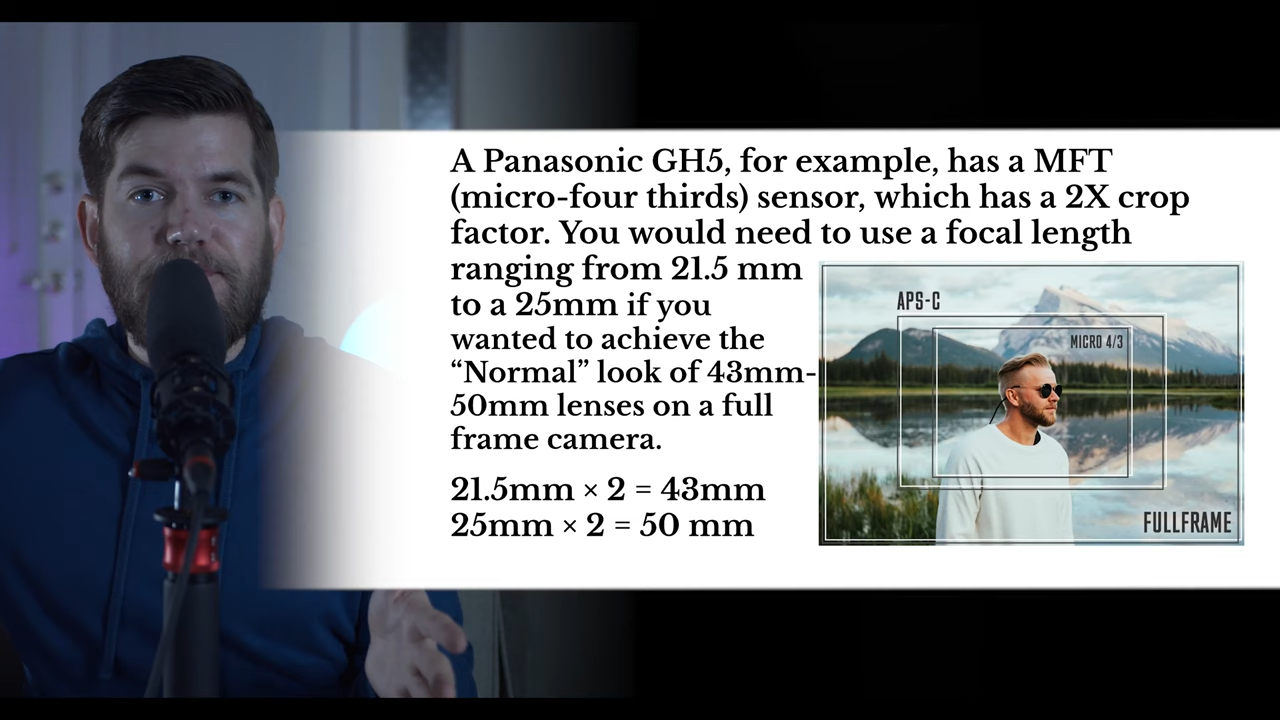 A Panasonic GH5, for example, has a MFT
(micro-four thirds) sensor, which has a 2X crop
factor. You would need to use a focal length
ranging from 21.5 mm
to a 25mm if you
wanted to achieve the
“Normal” look of 43mm-
50mm lenses on a full
frame camera.
21.5mm × 2 = 43mm
25mm × 2 = 50 mm
APS-C
MICRO 4/3
FULLFRAME